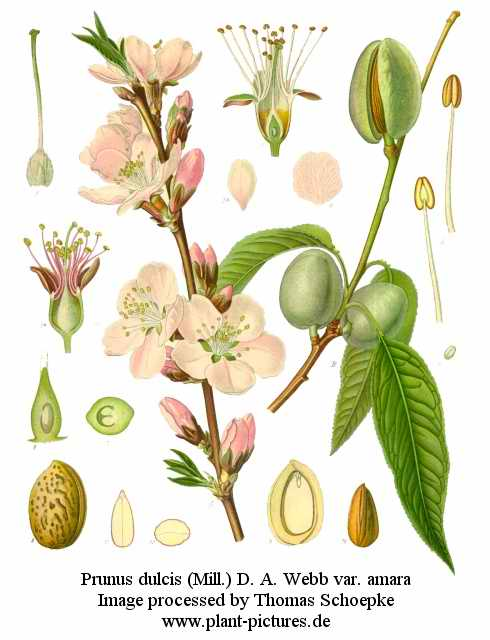 Prunus dulcis (Mill.) D. A. Webb var. amara
Image processed by Thomas Schoepke
www.plant-pictures.de